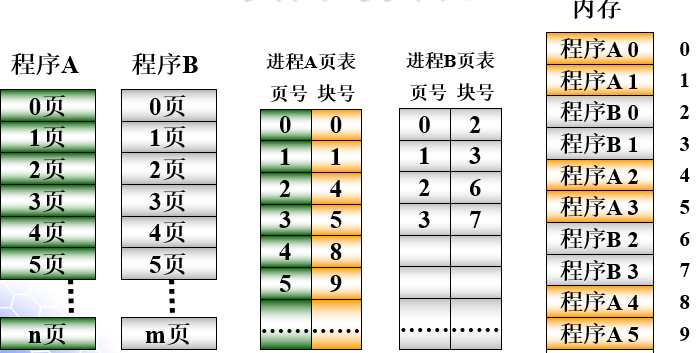 内存
程序A
0页
1页
2页
3页
4页
5页
n页
程序B
0页
1页
2页
3页
4页
5页
m页
进程A页表
页号 块号
0 0
1 1
2 4
3 5
4 8
5 9
…… ……
进程B页表
页号 块号
0 2
1 3
2 6
3 7
…… ……
程序A 0 0
程序A 1 1
程序B 0 2
程序B 1 3
程序A 2 4
程序A 3 5
程序B 2 6
程序B 3 7
程序A 4 8
程序A 5 9